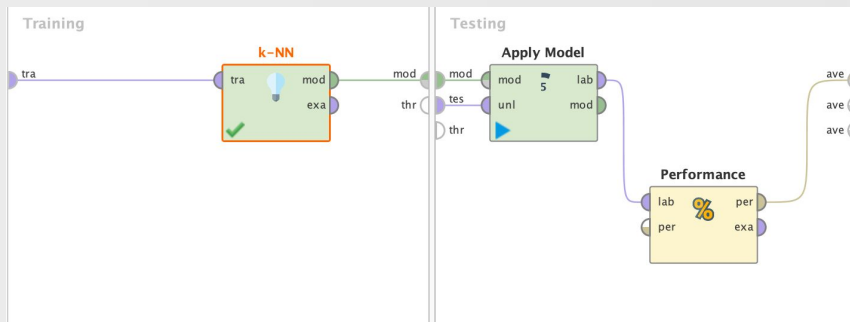 Training
Testing
k-NN
Apply Model
tra
tra
mod
exa
mod
thr
mod
tes
thr
mod
unl
5
lab
mod
ave
ave
ave
Performance
lab
per
%
per
exa